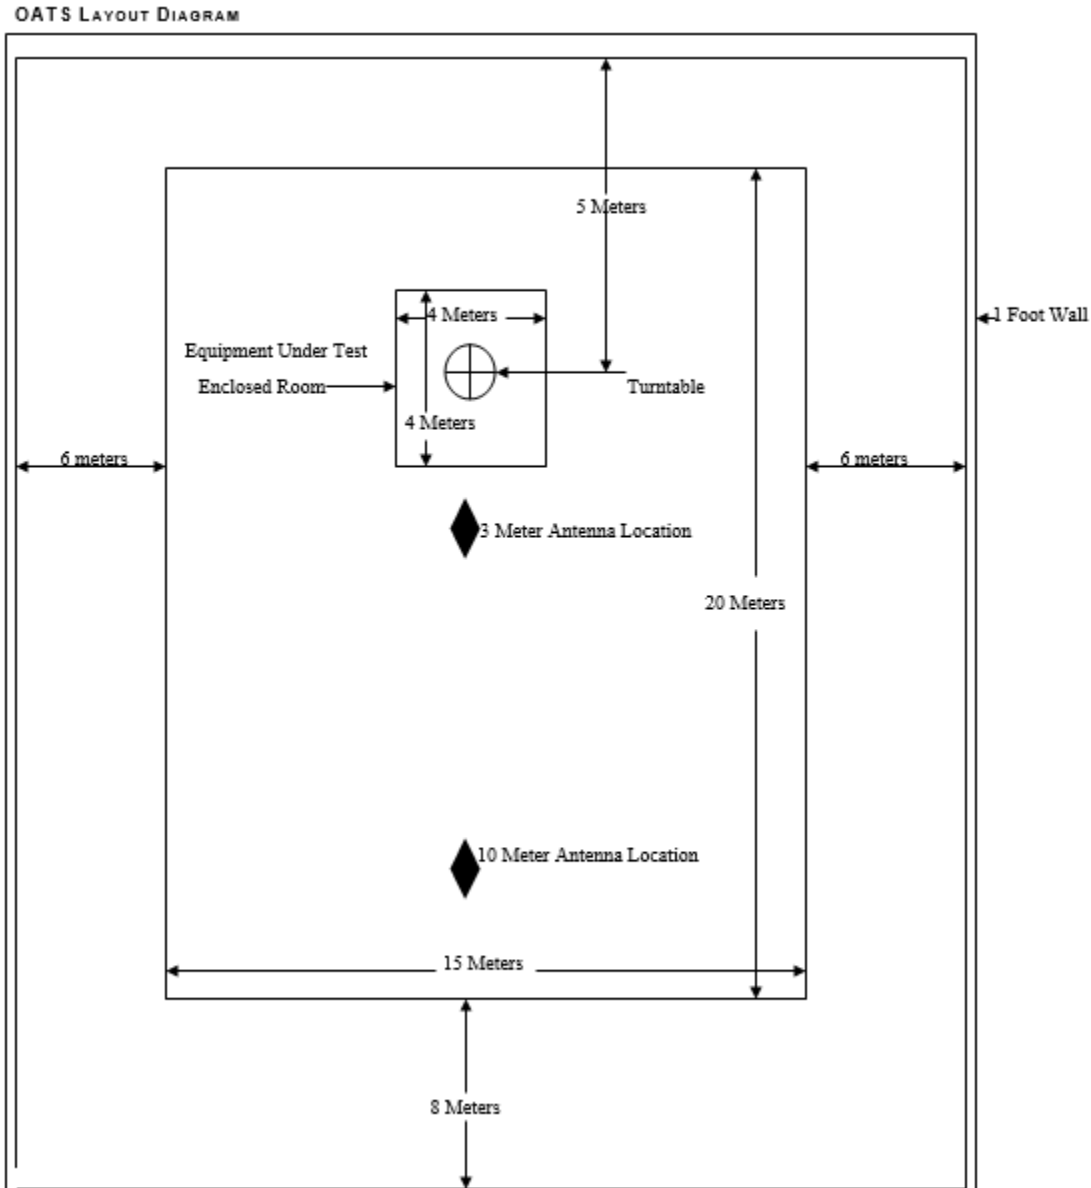 OATS LAYOUT DIAGRAM
5 Meters
4 Meters
1 Foot Wall
Equipment Under Test
Enclosed Room
Turntable
4 Meters
6 meters
6 meters
3 Meter Antenna Location
20 Meters
10 Meter Antenna Location
15 Meters
8 Meters